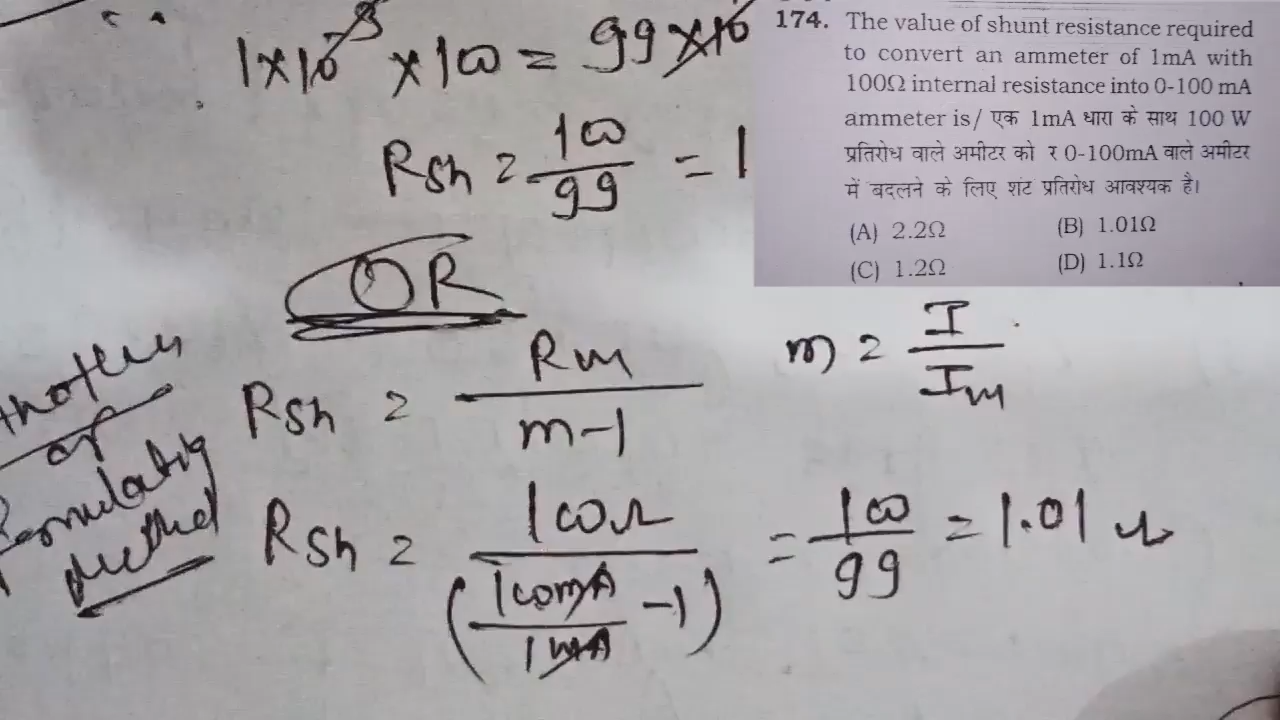 1×10⁻³ × 100 = 99 × 10
Rsh = 100/99 = 1
OR
Another
of
Formulating
Method
Rsh = Rm/m-1
m = I/Im
Rsh = 100Ω/(100mA/1mA -1) = 100/99 = 1.01 Ω
174. The value of shunt resistance required
to convert an ammeter of 1mA with
100Ω internal resistance into 0-100 mA
ammeter is/ एक 1mA धारा के साथ 100 W
प्रतिरोध वाले अमीटर को र 0-100mA वाले अमीटर
में बदलने के लिए शंट प्रतिरोध आवश्यक है।
(A) 2.2Ω (B) 1.01Ω
(C) 1.2Ω (D) 1.1Ω